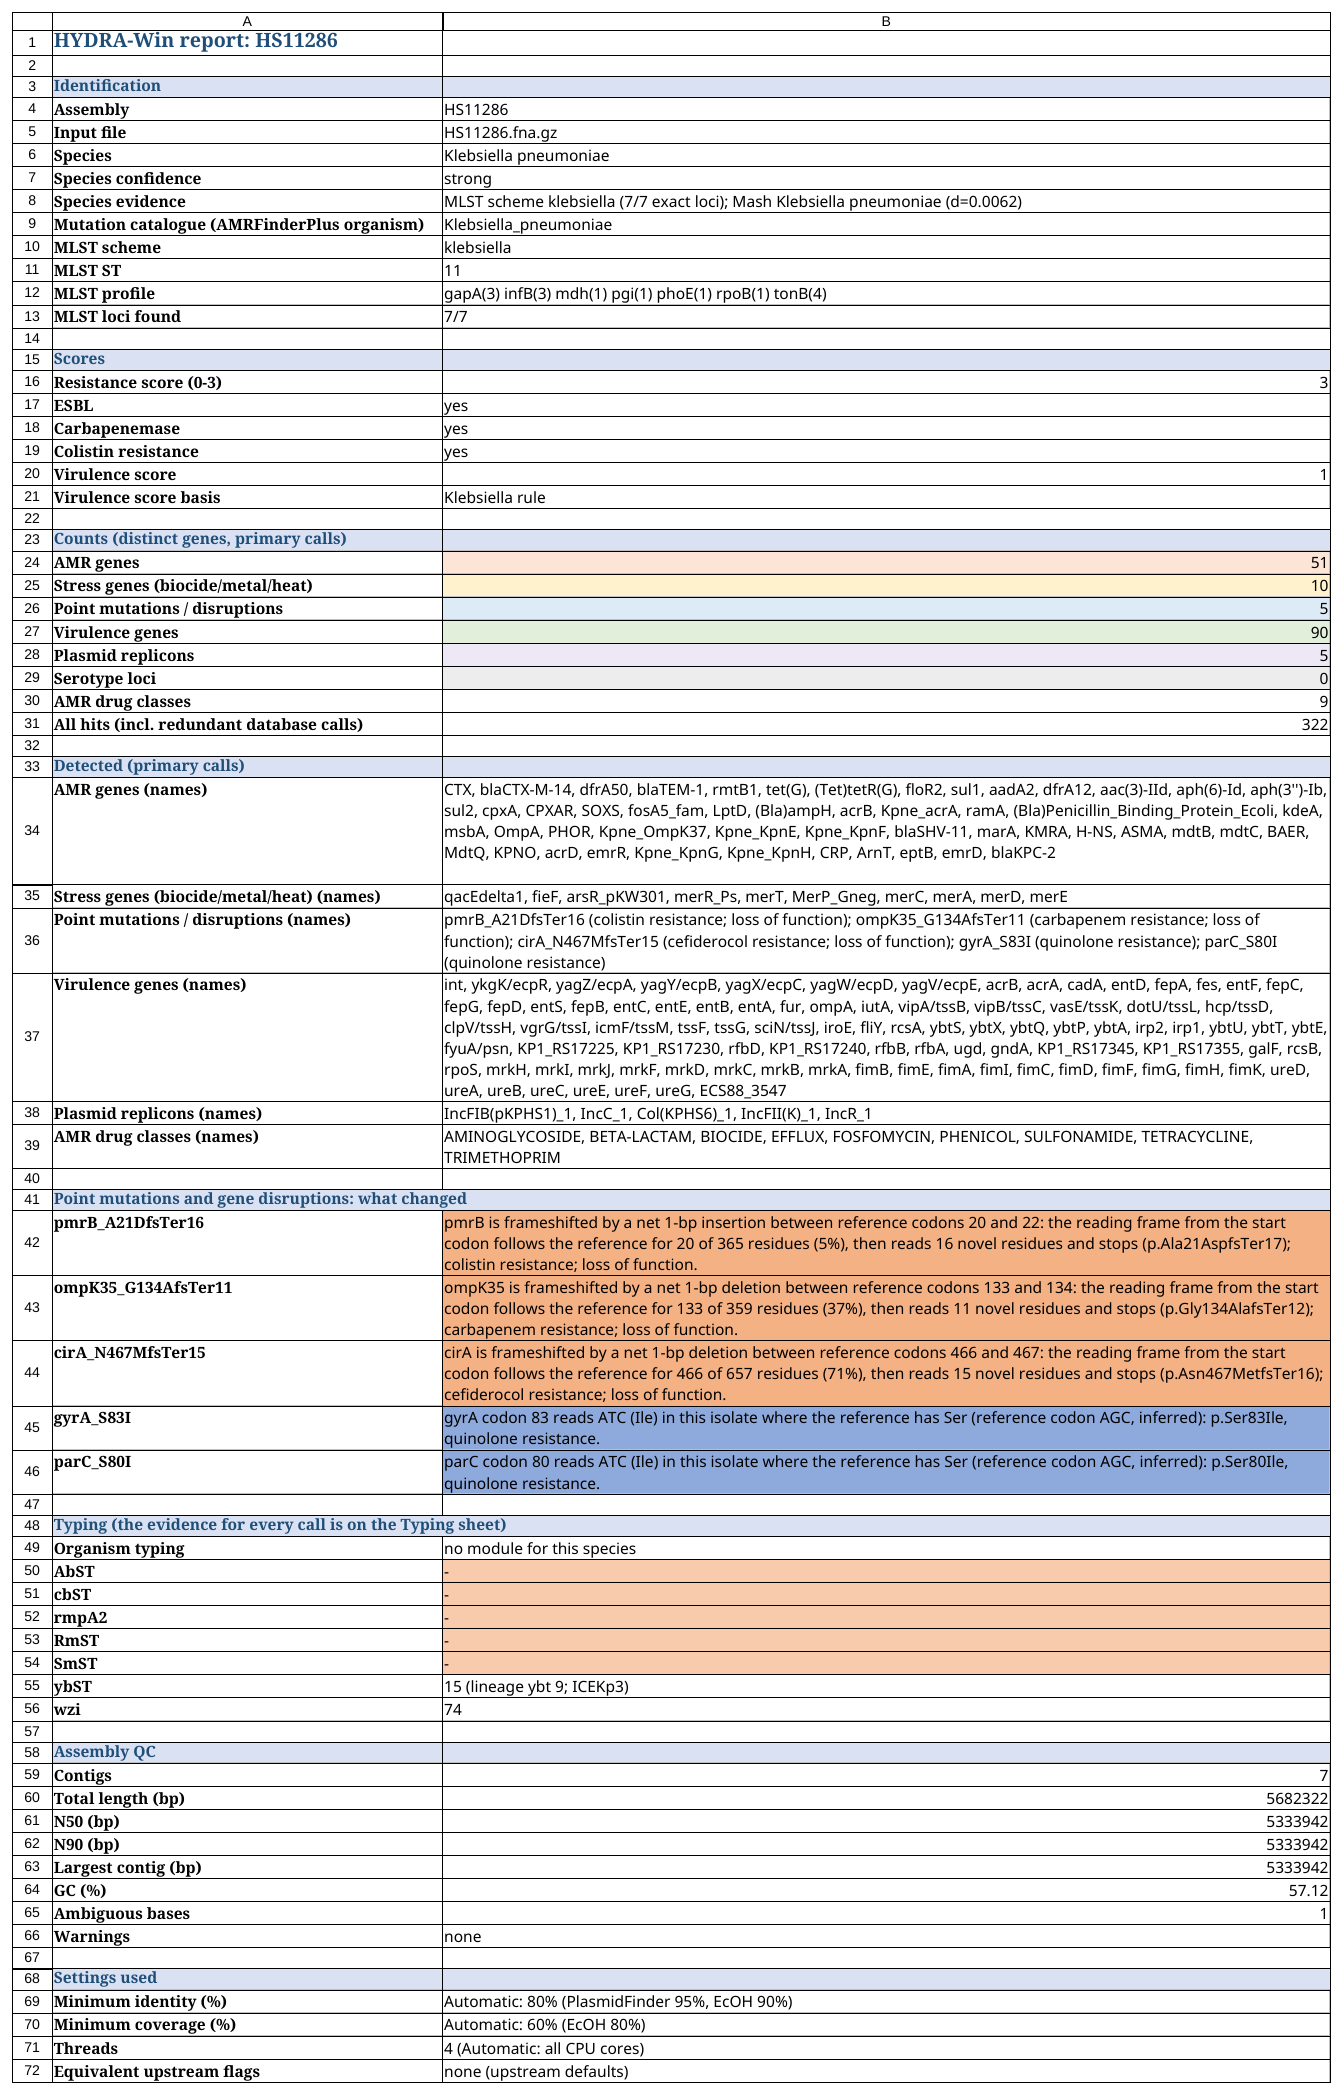 A B
1 HYDRA-Win report: HS11286
2
3 Identification
4 Assembly HS11286
5 Input file HS11286.fna.gz
6 Species Klebsiella pneumoniae
7 Species confidence strong
8 Species evidence MLST scheme klebsiella (7/7 exact loci); Mash Klebsiella pneumoniae (d=0.0062)
9 Mutation catalogue (AMRFinderPlus organism) Klebsiella_pneumoniae
10 MLST scheme klebsiella
11 MLST ST 11
12 MLST profile gapA(3) infB(3) mdh(1) pgi(1) phoE(1) rpoB(1) tonB(4)
13 MLST loci found 7/7
14
15 Scores
16 Resistance score (0-3) 3
17 ESBL yes
18 Carbapenemase yes
19 Colistin resistance yes
20 Virulence score 1
21 Virulence score basis Klebsiella rule
22
23 Counts (distinct genes, primary calls)
24 AMR genes 51
25 Stress genes (biocide/metal/heat) 10
26 Point mutations / disruptions 5
27 Virulence genes 90
28 Plasmid replicons 5
29 Serotype loci 0
30 AMR drug classes 9
31 All hits (incl. redundant database calls) 322
32
33 Detected (primary calls)
34 AMR genes (names) CTX, blaCTX-M-14, dfrA50, blaTEM-1, rmtB1, tet(G), (Tet)tetR(G), floR2, sul1, aadA2, dfrA12, aac(3)-IId, aph(6)-Id, aph(3'')-Ib,
sul2, cpxA, CPXAR, SOXS, fosA5_fam, LptD, (Bla)ampH, acrB, Kpne_acrA, ramA, (Bla)Penicillin_Binding_Protein_Ecoli, kdeA,
msbA, OmpA, PHOR, Kpne_OmpK37, Kpne_KpnE, Kpne_KpnF, blaSHV-11, marA, KMRA, H-NS, ASMA, mdtB, mdtC, BAER,
MdtQ, KPNO, acrD, emrR, Kpne_KpnG, Kpne_KpnH, CRP, ArnT, eptB, emrD, blaKPC-2
35 Stress genes (biocide/metal/heat) (names) qacEdelta1, fieF, arsR_pKW301, merR_Ps, merT, MerP_Gneg, merC, merA, merD, merE
36 Point mutations / disruptions (names) pmrB_A21DfsTer16 (colistin resistance; loss of function); ompK35_G134AfsTer11 (carbapenem resistance; loss of
function); cirA_N467MfsTer15 (cefiderocol resistance; loss of function); gyrA_S83I (quinolone resistance); parC_S80I
(quinolone resistance)
37 Virulence genes (names) int, ykgK/ecpR, yagZ/ecpA, yagY/ecpB, yagX/ecpC, yagW/ecpD, yagV/ecpE, acrB, acrA, cadA, entD, fepA, fes, entF, fepC,
fepG, fepD, entS, fepB, entC, entE, entB, entA, fur, ompA, iutA, vipA/tssB, vipB/tssC, vasE/tssK, dotU/tssL, hcp/tssD,
clpV/tssH, vgrG/tssI, icmF/tssM, tssF, tssG, sciN/tssJ, iroE, fliY, rcsA, ybtS, ybtX, ybtQ, ybtP, ybtA, irp2, irp1, ybtU, ybtT, ybtE,
fyuA/psn, KP1_RS17225, KP1_RS17230, rfbD, KP1_RS17240, rfbB, rfbA, ugd, gndA, KP1_RS17345, KP1_RS17355, galF, rcsB,
rpoS, mrkH, mrkI, mrkJ, mrkF, mrkD, mrkC, mrkB, mrkA, fimB, fimE, fimA, fimI, fimC, fimD, fimF, fimG, fimH, fimK, ureD,
ureA, ureB, ureC, ureE, ureF, ureG, ECS88_3547
38 Plasmid replicons (names) IncFIB(pKPHS1)_1, IncC_1, Col(KPHS6)_1, IncFII(K)_1, IncR_1
39 AMR drug classes (names) AMINOGLYCOSIDE, BETA-LACTAM, BIOCIDE, EFFLUX, FOSFOMYCIN, PHENICOL, SULFONAMIDE, TETRACYCLINE,
TRIMETHOPRIM
40
41 Point mutations and gene disruptions: what changed
42 pmrB_A21DfsTer16 pmrB is frameshifted by a net 1-bp insertion between reference codons 20 and 22: the reading frame from the start
codon follows the reference for 20 of 365 residues (5%), then reads 16 novel residues and stops (p.Ala21AspfsTer17);
colistin resistance; loss of function.
43 ompK35_G134AfsTer11 ompK35 is frameshifted by a net 1-bp deletion between reference codons 133 and 134: the reading frame from the start
codon follows the reference for 133 of 359 residues (37%), then reads 11 novel residues and stops (p.Gly134AlafsTer12);
carbapenem resistance; loss of function.
44 cirA_N467MfsTer15 cirA is frameshifted by a net 1-bp deletion between reference codons 466 and 467: the reading frame from the start
codon follows the reference for 466 of 657 residues (71%), then reads 15 novel residues and stops (p.Asn467MetfsTer16);
cefiderocol resistance; loss of function.
45 gyrA_S83I gyrA codon 83 reads ATC (Ile) in this isolate where the reference has Ser (reference codon AGC, inferred): p.Ser83Ile,
quinolone resistance.
46 parC_S80I parC codon 80 reads ATC (Ile) in this isolate where the reference has Ser (reference codon AGC, inferred): p.Ser80Ile,
quinolone resistance.
47
48 Typing (the evidence for every call is on the Typing sheet)
49 Organism typing no module for this species
50 AbST -
51 cbST -
52 rmpA2 -
53 RmST -
54 SmST -
55 ybST 15 (lineage ybt 9; ICEKp3)
56 wzi 74
57
58 Assembly QC
59 Contigs 7
60 Total length (bp) 5682322
61 N50 (bp) 5333942
62 N90 (bp) 5333942
63 Largest contig (bp) 5333942
64 GC (%) 57.12
65 Ambiguous bases 1
66 Warnings none
67
68 Settings used
69 Minimum identity (%) Automatic: 80% (PlasmidFinder 95%, EcOH 90%)
70 Minimum coverage (%) Automatic: 60% (EcOH 80%)
71 Threads 4 (Automatic: all CPU cores)
72 Equivalent upstream flags none (upstream defaults)